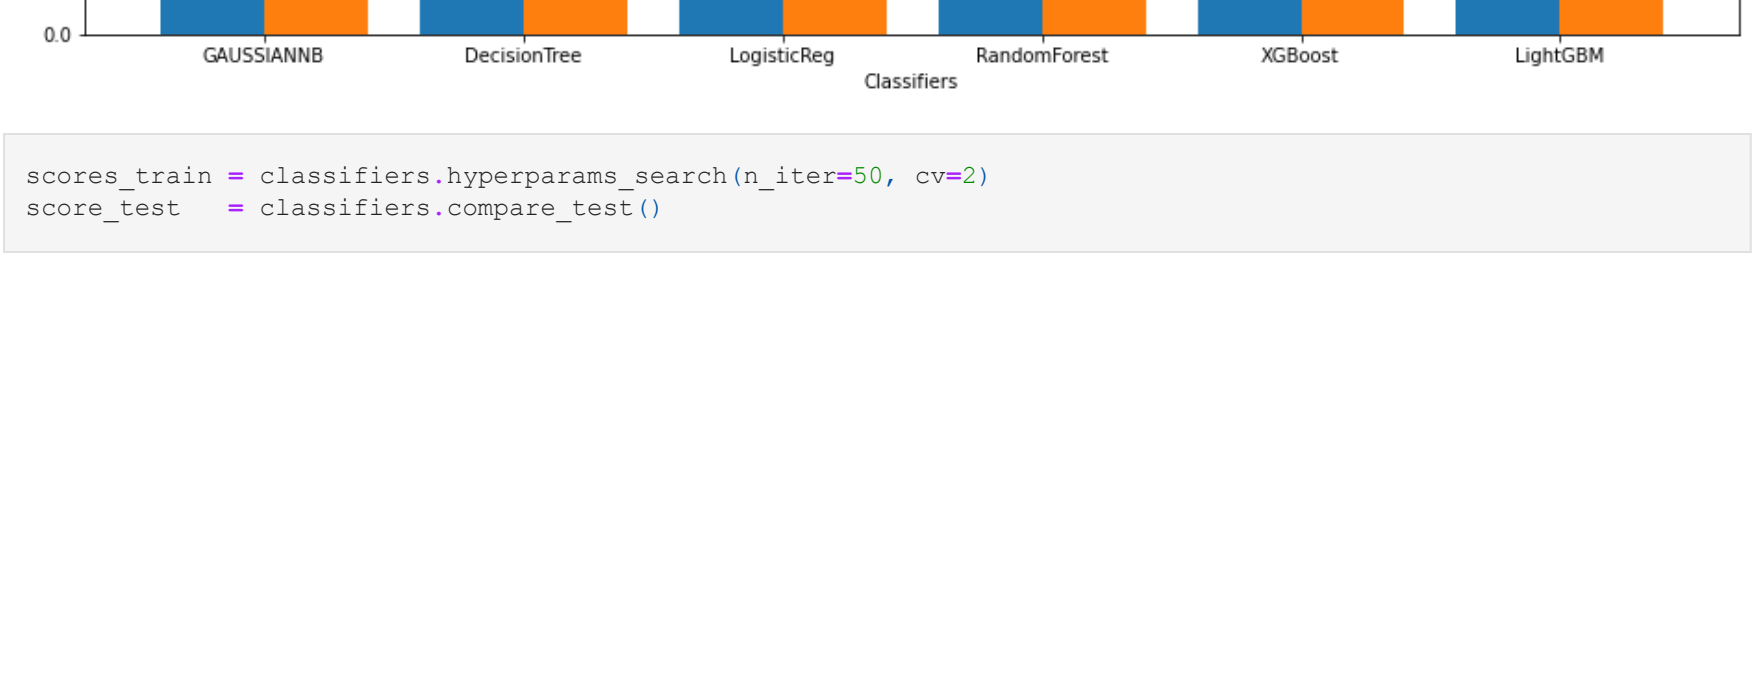 0.0
GAUSSIANNB DecisionTree LogisticReg RandomForest XGBoost LightGBM
Classifiers
scores_train = classifiers.hyperparams_search(n_iter=50, cv=2)
score_test   = classifiers.compare_test()